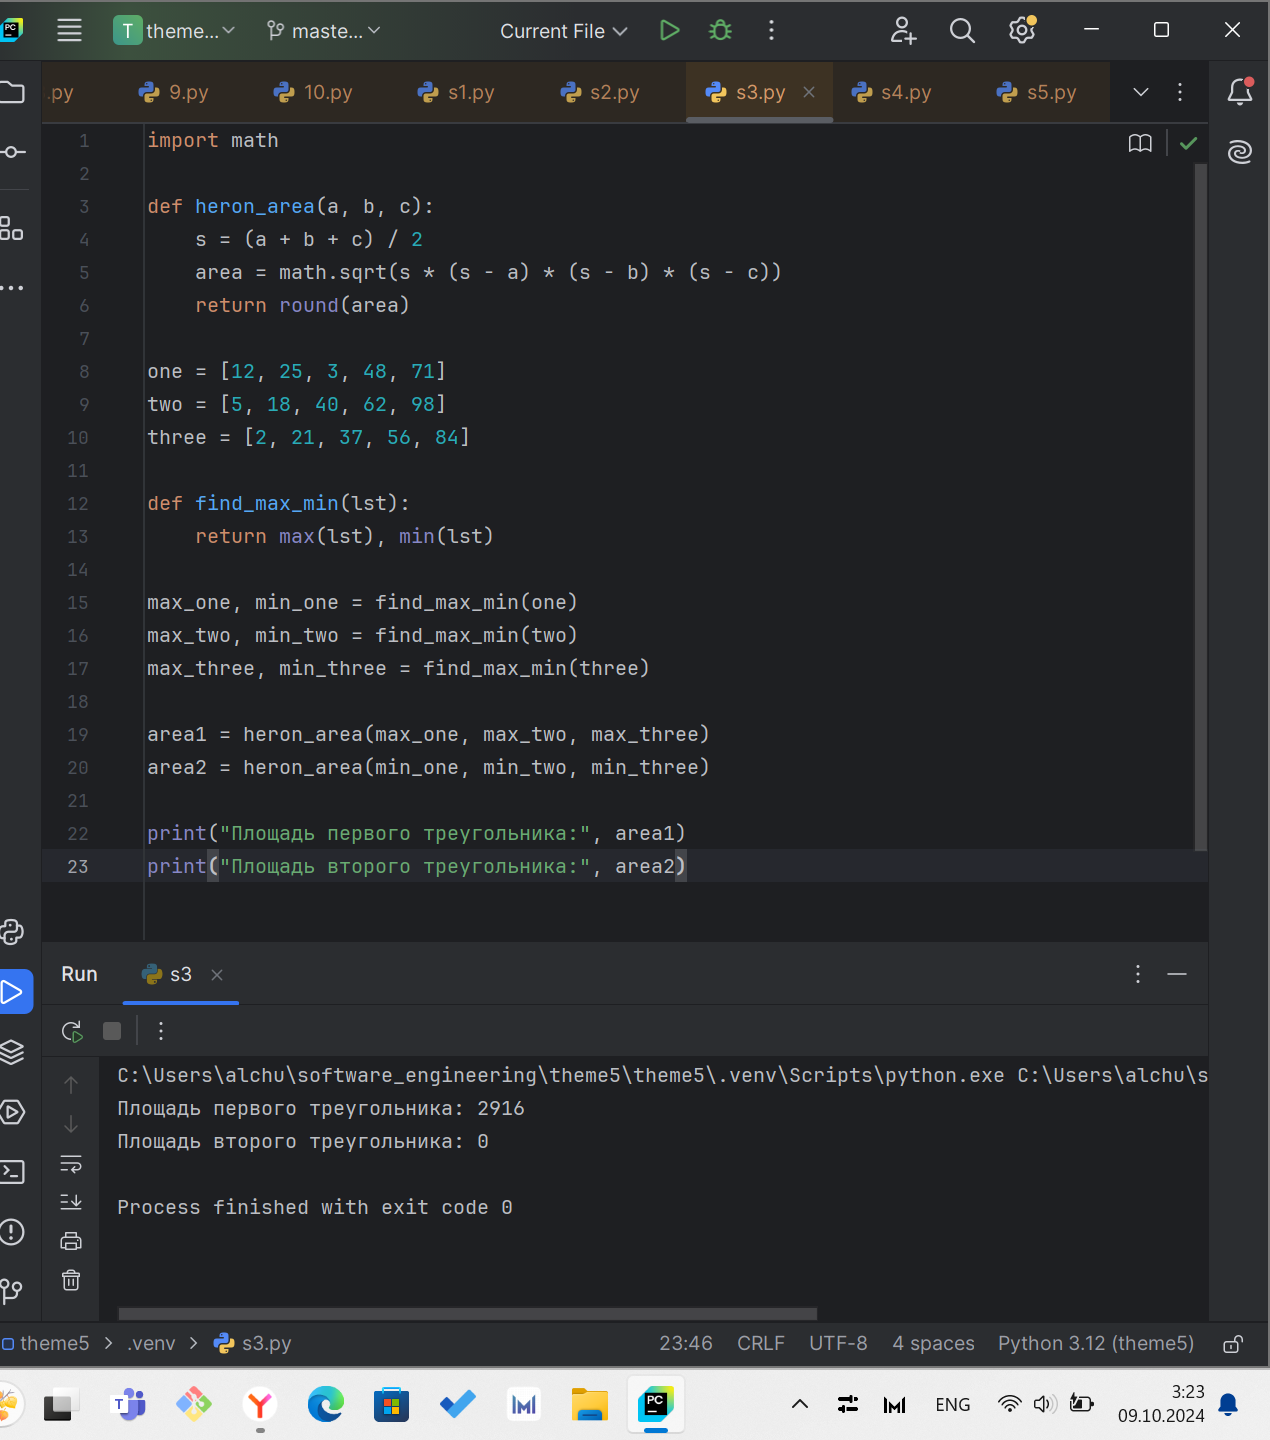 T theme... master... Current File
.py 9.py 10.py s1.py s2.py s3.py s4.py s5.py
1 import math
2
3 def heron_area(a, b, c):
4 s = (a + b + c) / 2
5 area = math.sqrt(s * (s - a) * (s - b) * (s - c))
6 return round(area)
7
8 one = [12, 25, 3, 48, 71]
9 two = [5, 18, 40, 62, 98]
10 three = [2, 21, 37, 56, 84]
11
12 def find_max_min(lst):
13 return max(lst), min(lst)
14
15 max_one, min_one = find_max_min(one)
16 max_two, min_two = find_max_min(two)
17 max_three, min_three = find_max_min(three)
18
19 area1 = heron_area(max_one, max_two, max_three)
20 area2 = heron_area(min_one, min_two, min_three)
21
22 print("Площадь первого треугольника:", area1)
23 print("Площадь второго треугольника:", area2)
Run s3
C:\Users\alchu\software_engineering\theme5\theme5\.venv\Scripts\python.exe C:\Users\alchu\s
Площадь первого треугольника: 2916
Площадь второго треугольника: 0
Process finished with exit code 0
theme5 > .venv > s3.py 23:46 CRLF UTF-8 4 spaces Python 3.12 (theme5)
ENG 3:23
09.10.2024